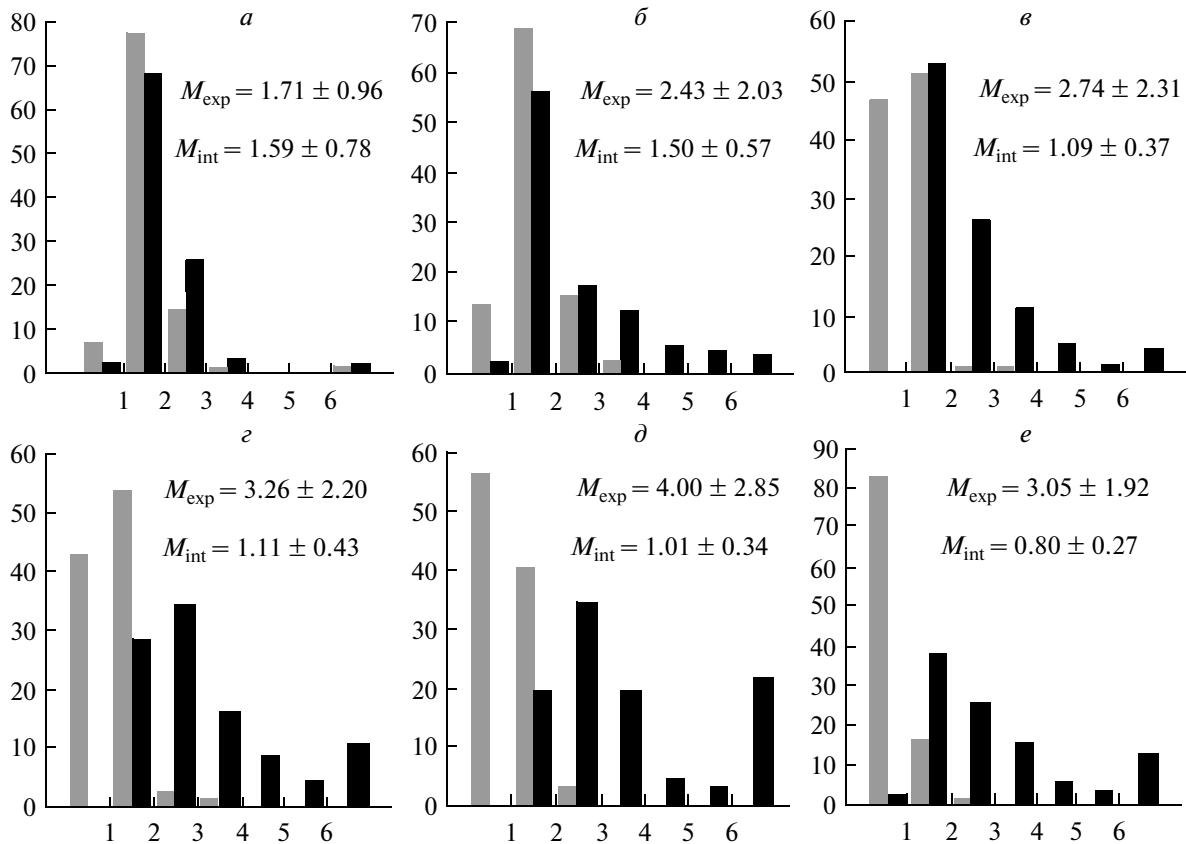 а
80
70
60
50
40
30
20
10
0
M_exp = 1.71 ± 0.96
M_int = 1.59 ± 0.78
1 2 3 4 5 6
б
70
60
50
40
30
20
10
0
M_exp = 2.43 ± 2.03
M_int = 1.50 ± 0.57
1 2 3 4 5 6
в
60
50
40
30
20
10
0
M_exp = 2.74 ± 2.31
M_int = 1.09 ± 0.37
1 2 3 4 5 6
г
60
50
40
30
20
10
0
M_exp = 3.26 ± 2.20
M_int = 1.11 ± 0.43
1 2 3 4 5 6
д
60
50
40
30
20
10
0
M_exp = 4.00 ± 2.85
M_int = 1.01 ± 0.34
1 2 3 4 5 6
е
90
80
70
60
50
40
30
20
10
0
M_exp = 3.05 ± 1.92
M_int = 0.80 ± 0.27
1 2 3 4 5 6